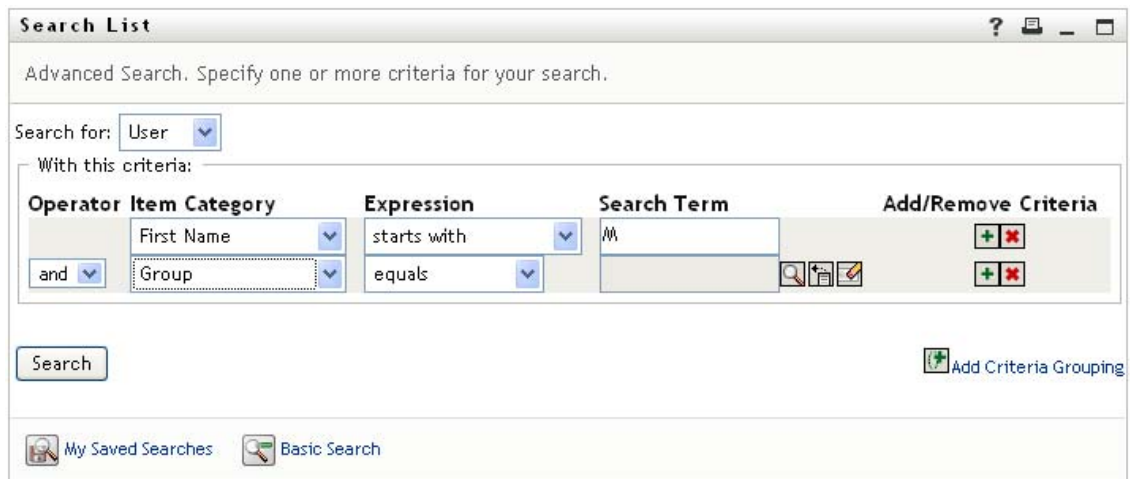 Search List ?
Advanced Search. Specify one or more criteria for your search.
Search for: User
With this criteria:
Operator Item Category Expression Search Term Add/Remove Criteria
First Name starts with M
and Group equals
Search Add Criteria Grouping
My Saved Searches Basic Search